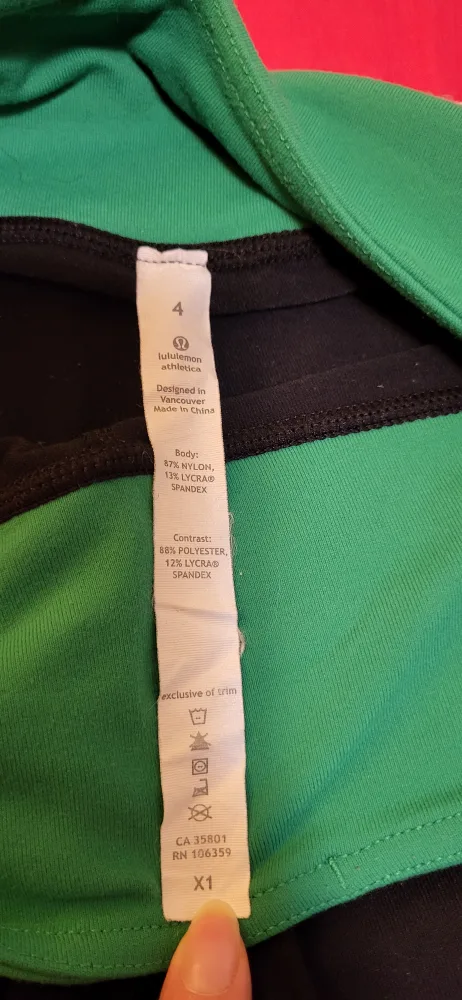 4
lululemon
athletica
Designed in
Vancouver
Made in China
Body:
87% NYLON,
13% LYCRA®
SPANDEX
Contrast:
88% POLYESTER,
12% LYCRA®
SPANDEX
exclusive of trim
CA 35801
RN 106359
X1